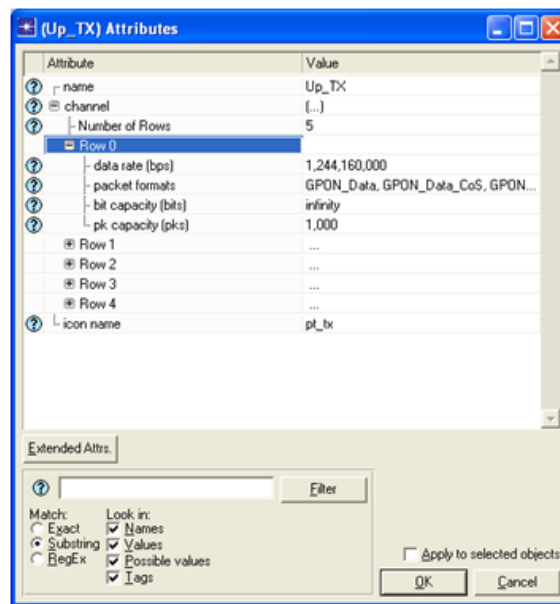 (Up_TX) Attributes
Attribute Value
name Up_TX
channel (...)
Number of Rows 5
Row 0
data rate (bps) 1,244,160,000
packet formats GPON_Data, GPON_Data_CoS, GPON...
bit capacity (bits) infinity
pk capacity (pks) 1,000
Row 1 ...
Row 2 ...
Row 3 ...
Row 4 ...
icon name pt_tx
Extended Attrs.
Filter
Match: Look in:
Exact Names
Substring Values
RegEx Possible values
Tags
Apply to selected objects
OK Cancel